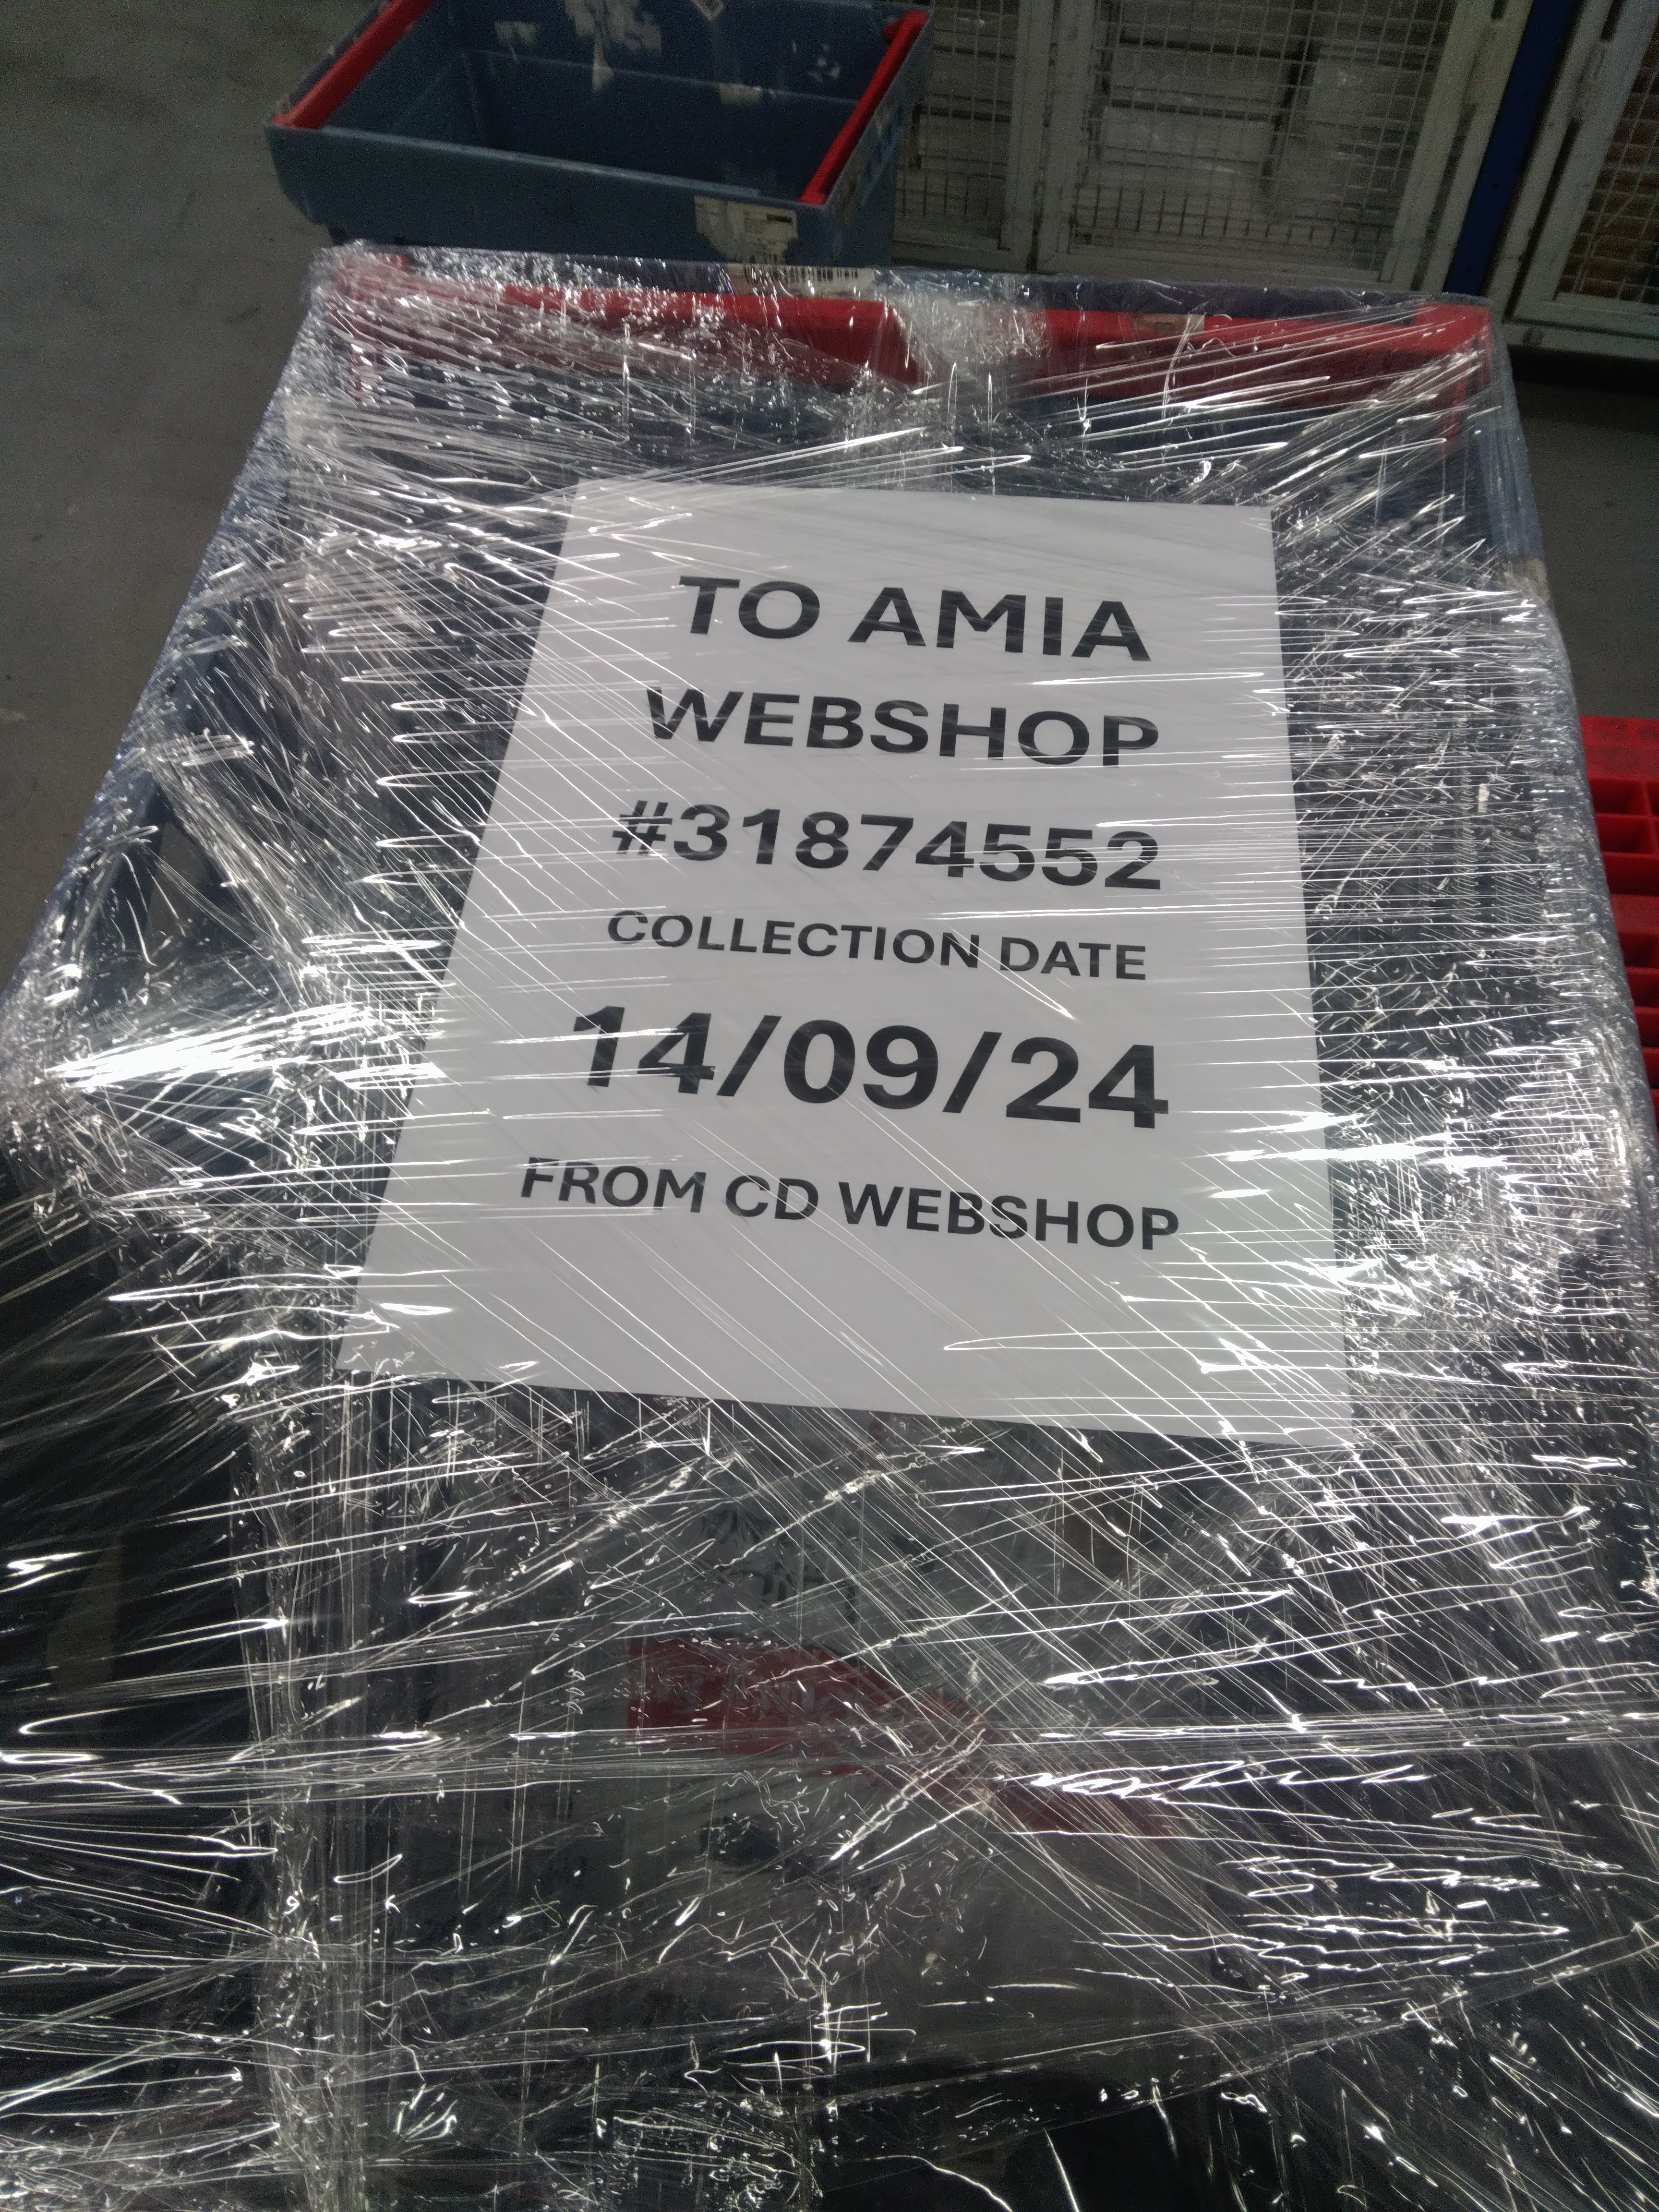 TO AMIA
WEBSHOP
#31874552
COLLECTION DATE
14/09/24
FROM CD WEBSHOP